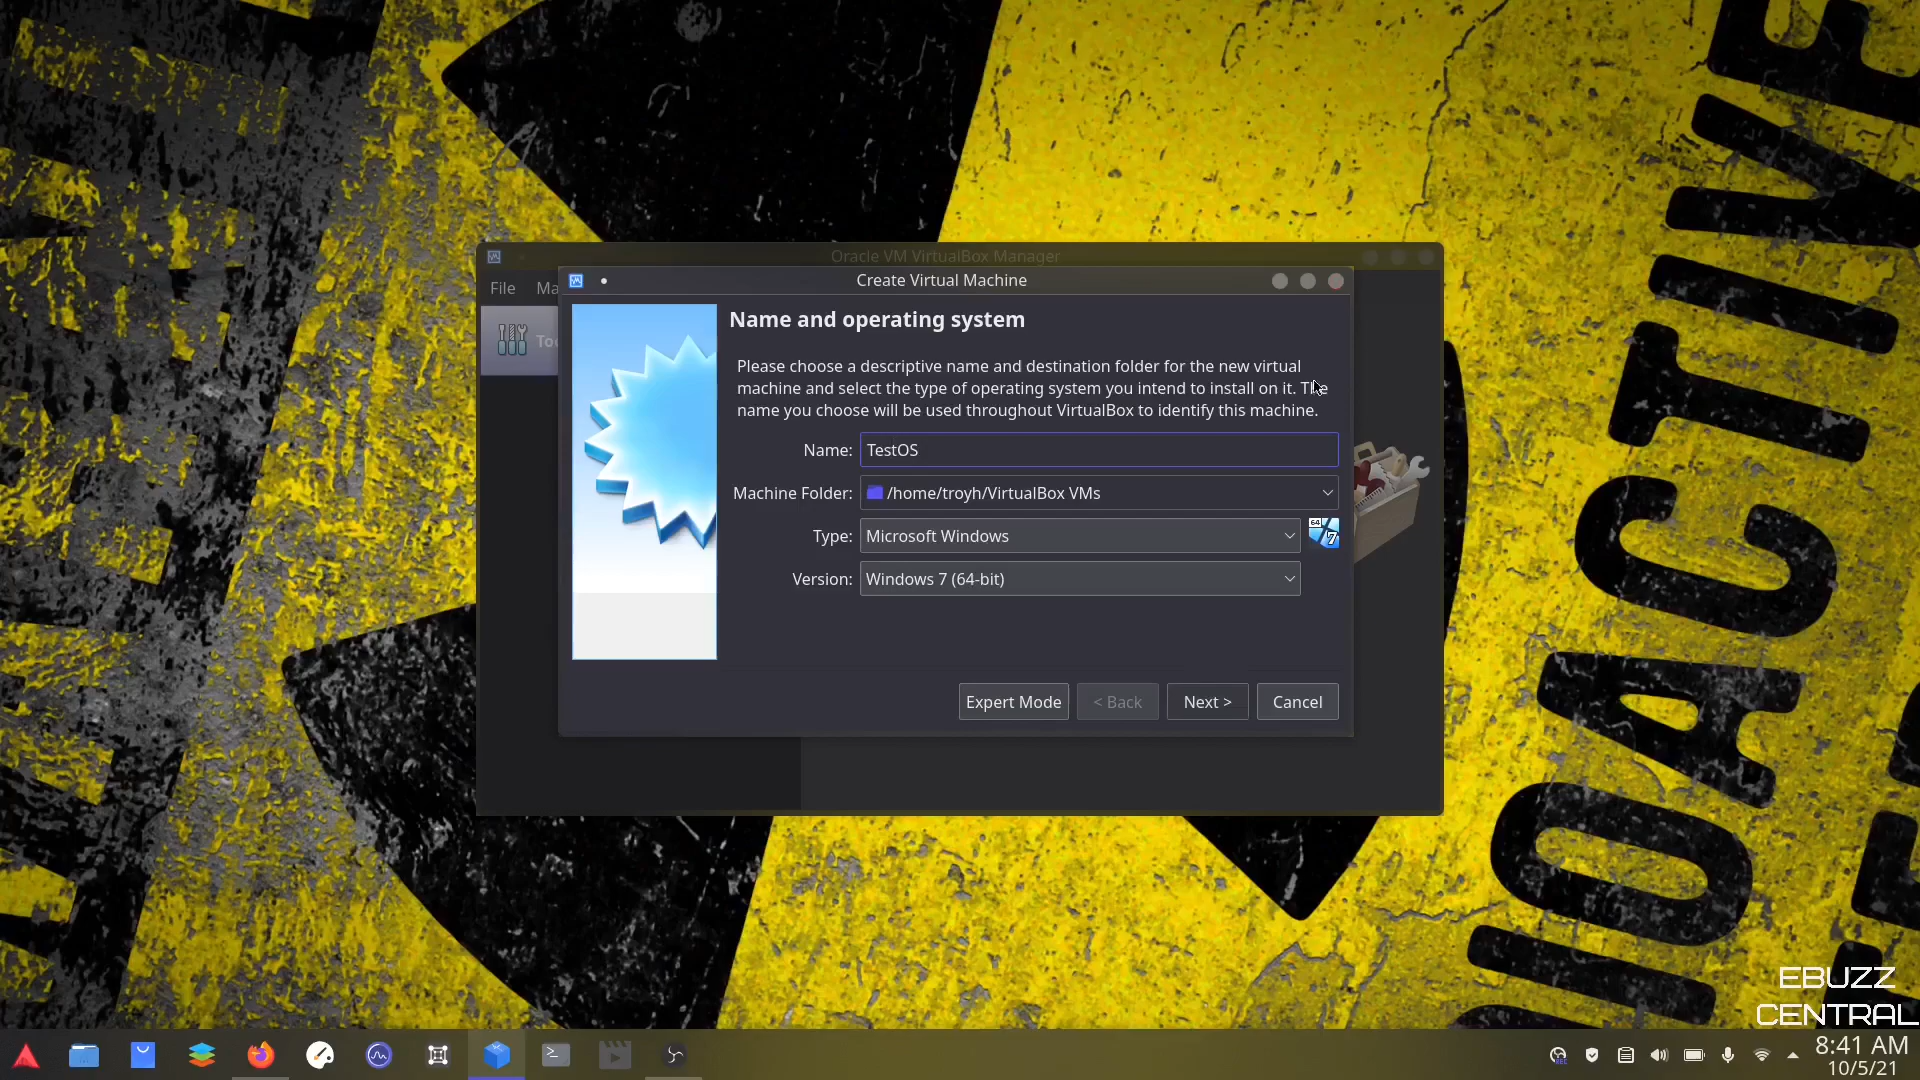 Oracle VM VirtualBox Manager
Create Virtual Machine
File Ma
Too
Name and operating system
Please choose a descriptive name and destination folder for the new virtual
machine and select the type of operating system you intend to install on it. The
name you choose will be used throughout VirtualBox to identify this machine.
Name: TestOS
Machine Folder: /home/troyh/VirtualBox VMs
Type: Microsoft Windows
64
7
Version: Windows 7 (64-bit)
Expert Mode < Back Next > Cancel
EBUZZ
CENTRAL
8:41 AM
10/5/21